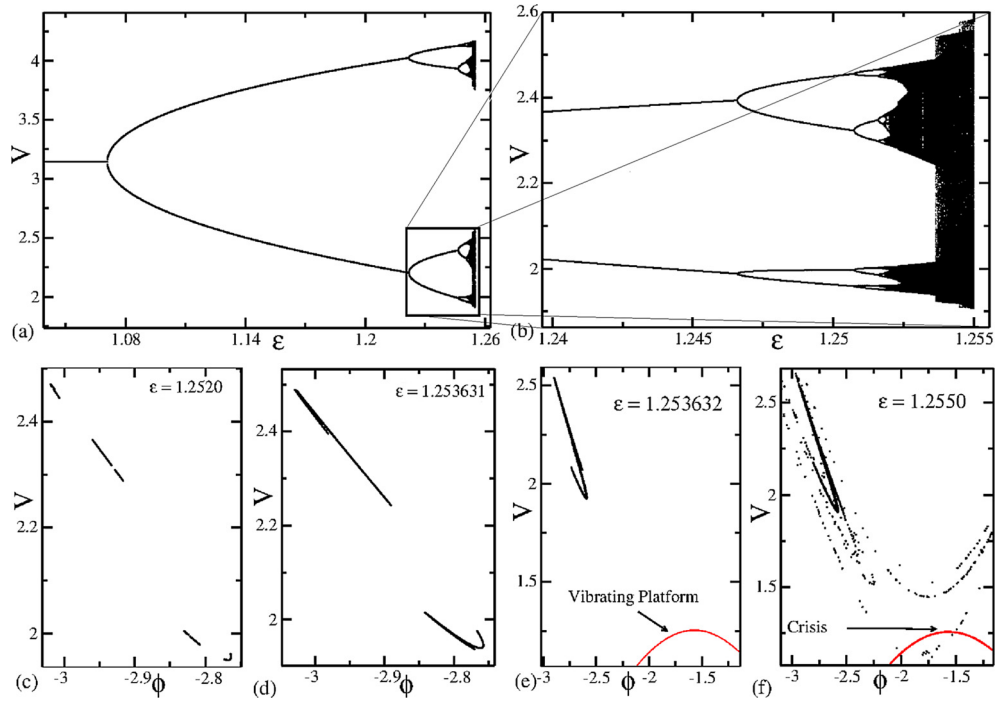 4
3.5
V
3
2.5
2
1.08
1.14
1.2
1.26
(a)
ε
2.6
2.4
V
2.2
2
1.24
1.245
1.25
1.255
(b)
ε
ε = 1.2520
2.4
V
2.2
2
-3
-2.9
-2.8
(c)
ϕ
ε = 1.253631
2.4
V
2.2
2
-3
-2.9
-2.8
(d)
ϕ
2.5
ε = 1.253632
V
2
1.5
Vibrating Platform
-3
-2.5
-2
-1.5
(e)
ϕ
2.5
ε = 1.2550
V
2
1.5
Crisis
-3
-2.5
-2
-1.5
(f)
ϕ